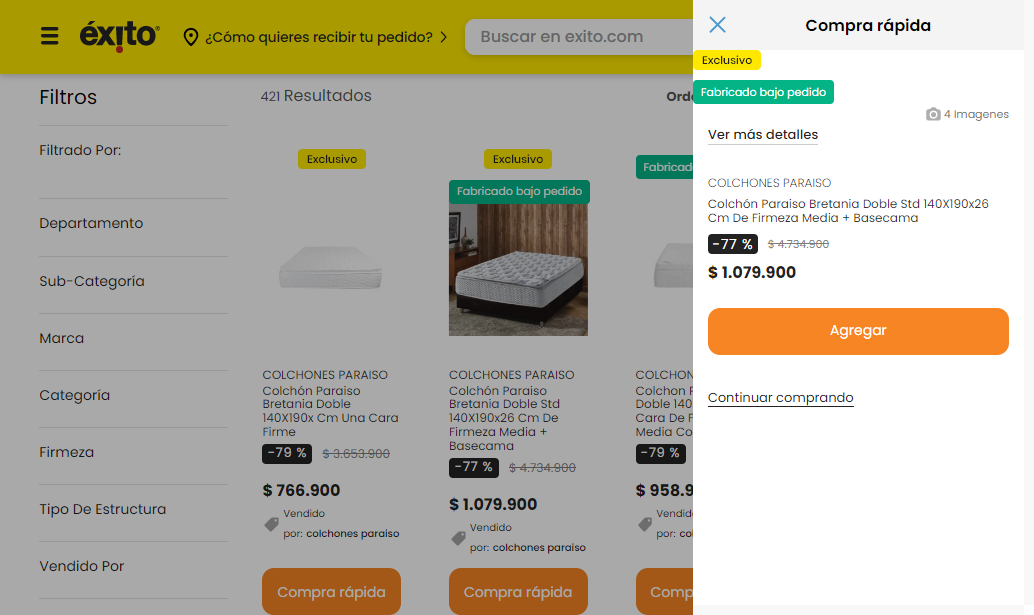 éxito
¿Cómo quieres recibir tu pedido?
Buscar en exito.com
Filtros
Filtrado Por:
Departamento
Sub-Categoría
Marca
Categoría
Firmeza
Tipo De Estructura
Vendido Por
421 Resultados
Exclusivo
COLCHONES PARAISO
Colchón Paraiso
Bretania Doble
140X190x Cm Una Cara
Firme
-79 % $ 3.653.900
$ 766.900
Vendido
por: colchones paraiso
Compra rápida
Exclusivo
Fabricado bajo pedido
COLCHONES PARAISO
Colchón Paraiso
Bretania Doble Std
140X190x26 Cm De
Firmeza Media +
Basecama
-77 % $ 4.734.900
$ 1.079.900
Vendido
por: colchones paraiso
Compra rápida
Orde
Fabricad
COLCHON
Colchon P
Doble 140
Cara De F
Media Co
-79 %
$ 958.9
Vendid
por: col
Comp
Compra rápida
Exclusivo
Fabricado bajo pedido
4 Imagenes
Ver más detalles
COLCHONES PARAISO
Colchón Paraiso Bretania Doble Std 140X190x26
Cm De Firmeza Media + Basecama
-77 % $ 4.734.900
$ 1.079.900
Agregar
Continuar comprando